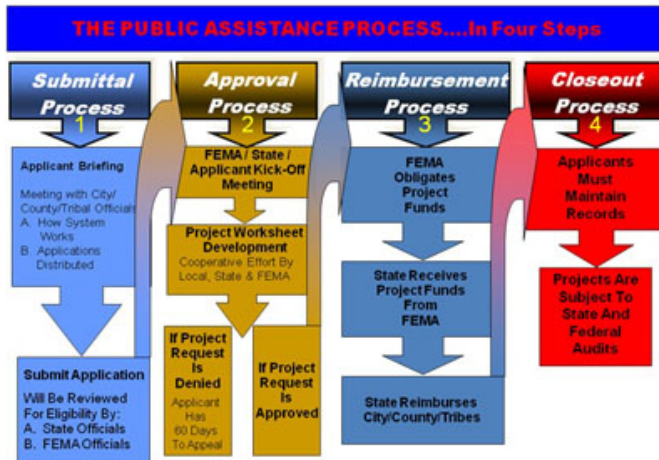 THE PUBLIC ASSISTANCE PROCESS....In Four Steps
Submittal
Process
1
Applicant Briefing
Meeting with City/
County/Tribal Officials
A. How System
Works
B. Applications
Distributed
Submit Application
Will Be Reviewed
For Eligibility By:
A. State Officials
B. FEMA Officials
Approval
Process
2
FEMA / State /
Applicant Kick-Off
Meeting
Project Worksheet
Development
Cooperative Effort By
Local, State & FEMA
If Project
Request
Is
Denied
Applicant
Has
60 Days
To Appeal
If Project
Request
Is
Approved
Reimbursement
Process
3
FEMA
Obligates
Project
Funds
State Receives
Project Funds
From
FEMA
State Reimburses
City/County/Tribes
Closeout
Process
4
Applicants
Must
Maintain
Records
Projects Are
Subject To
State And
Federal
Audits